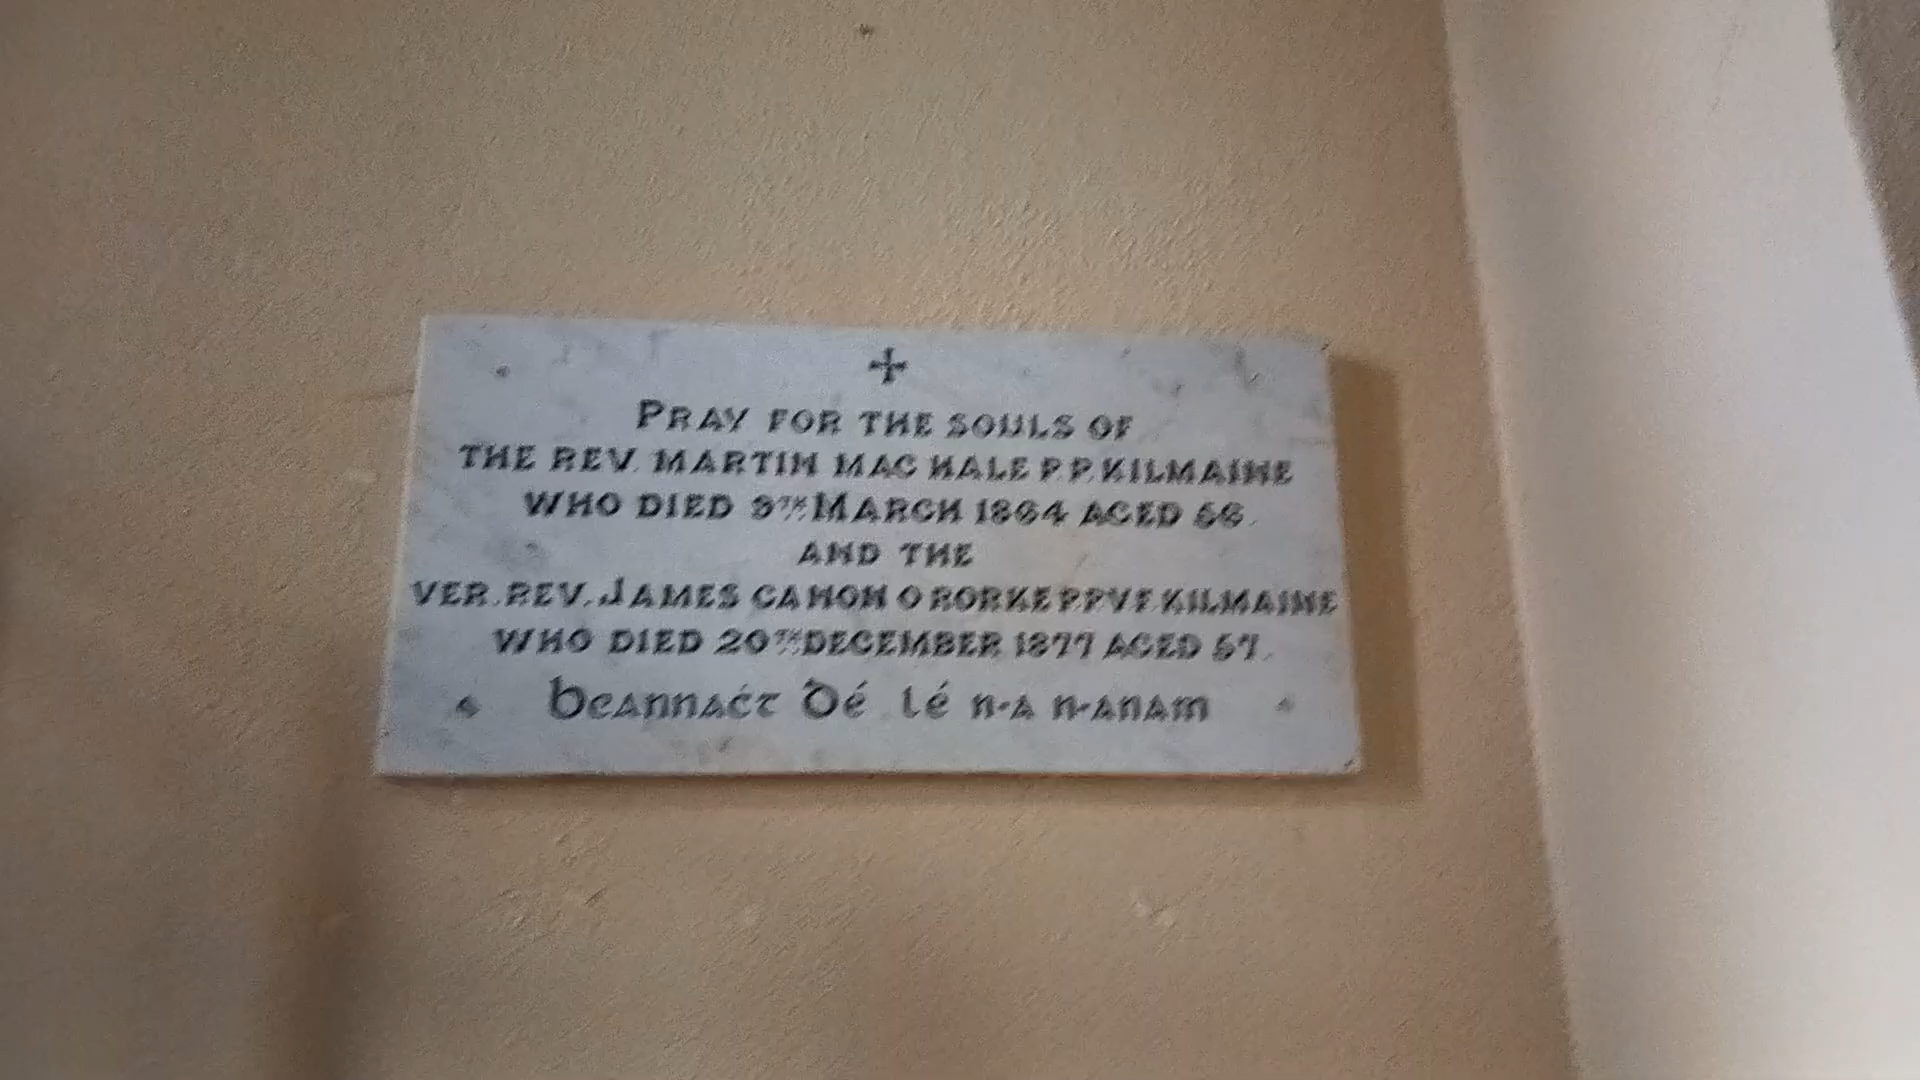 PRAY FOR THE SOULS OF
THE REV. MARTIN MAC HALE P.P. KILMAINE
WHO DIED 9TH MARCH 1864 AGED 56.
AND THE
VER. REV. JAMES CANON O RORKE P P V F KILMAINE
WHO DIED 20TH DECEMBER 1877 AGED 57.
beannaċt Dé lé n-a n-anam